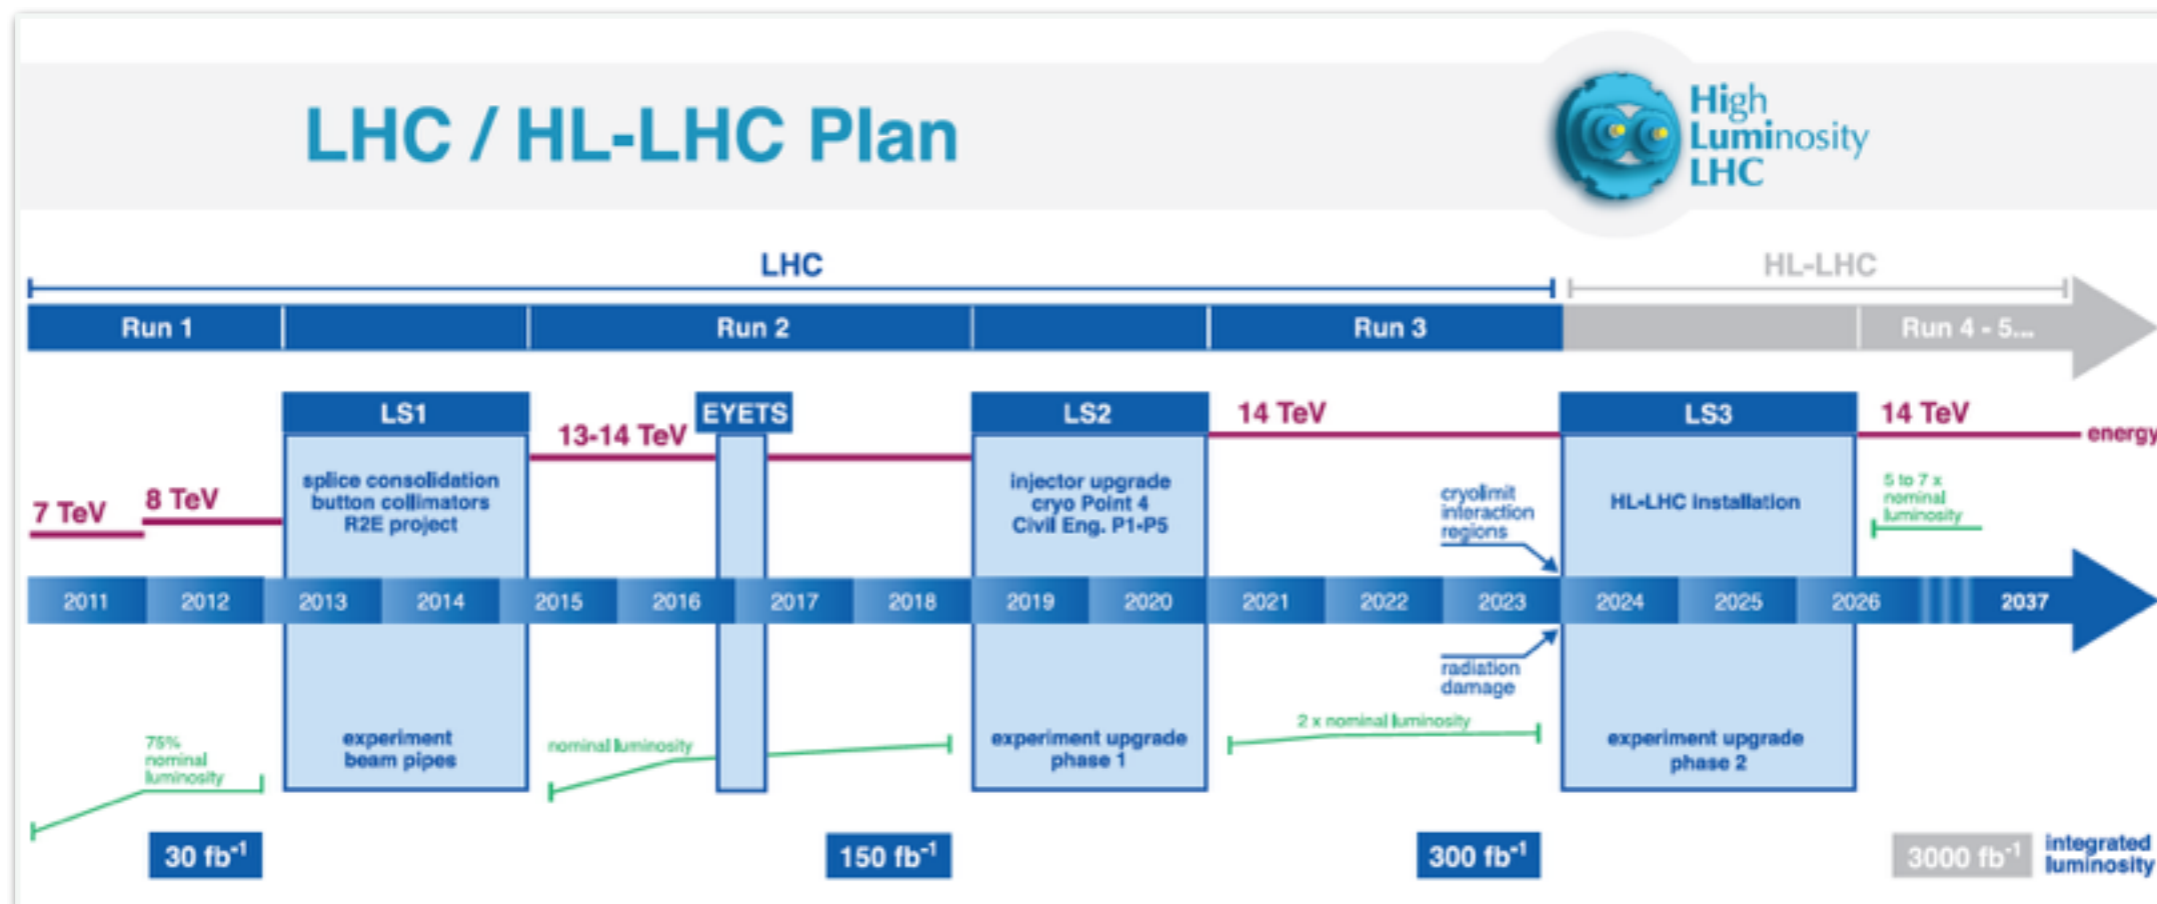 LHC / HL-LHC Plan
High
Luminosity
LHC
LHC
HL-LHC
Run 1
Run 2
Run 3
Run 4 - 5...
LS1
EYETS
LS2
LS3
7 TeV
8 TeV
13-14 TeV
14 TeV
14 TeV
energy
splice consolidation
button collimators
R2E project
injector upgrade
cryo Point 4
Civil Eng. P1-P5
cryolimit
interaction
regions
HL-LHC installation
5 to 7 x
nominal
luminosity
2011
2012
2013
2014
2015
2016
2017
2018
2019
2020
2021
2022
2023
2024
2025
2026
2037
radiation
damage
75%
nominal
luminosity
experiment
beam pipes
nominal luminosity
experiment upgrade
phase 1
2 x nominal luminosity
experiment upgrade
phase 2
30 fb⁻¹
150 fb⁻¹
300 fb⁻¹
3000 fb⁻¹
integrated
luminosity